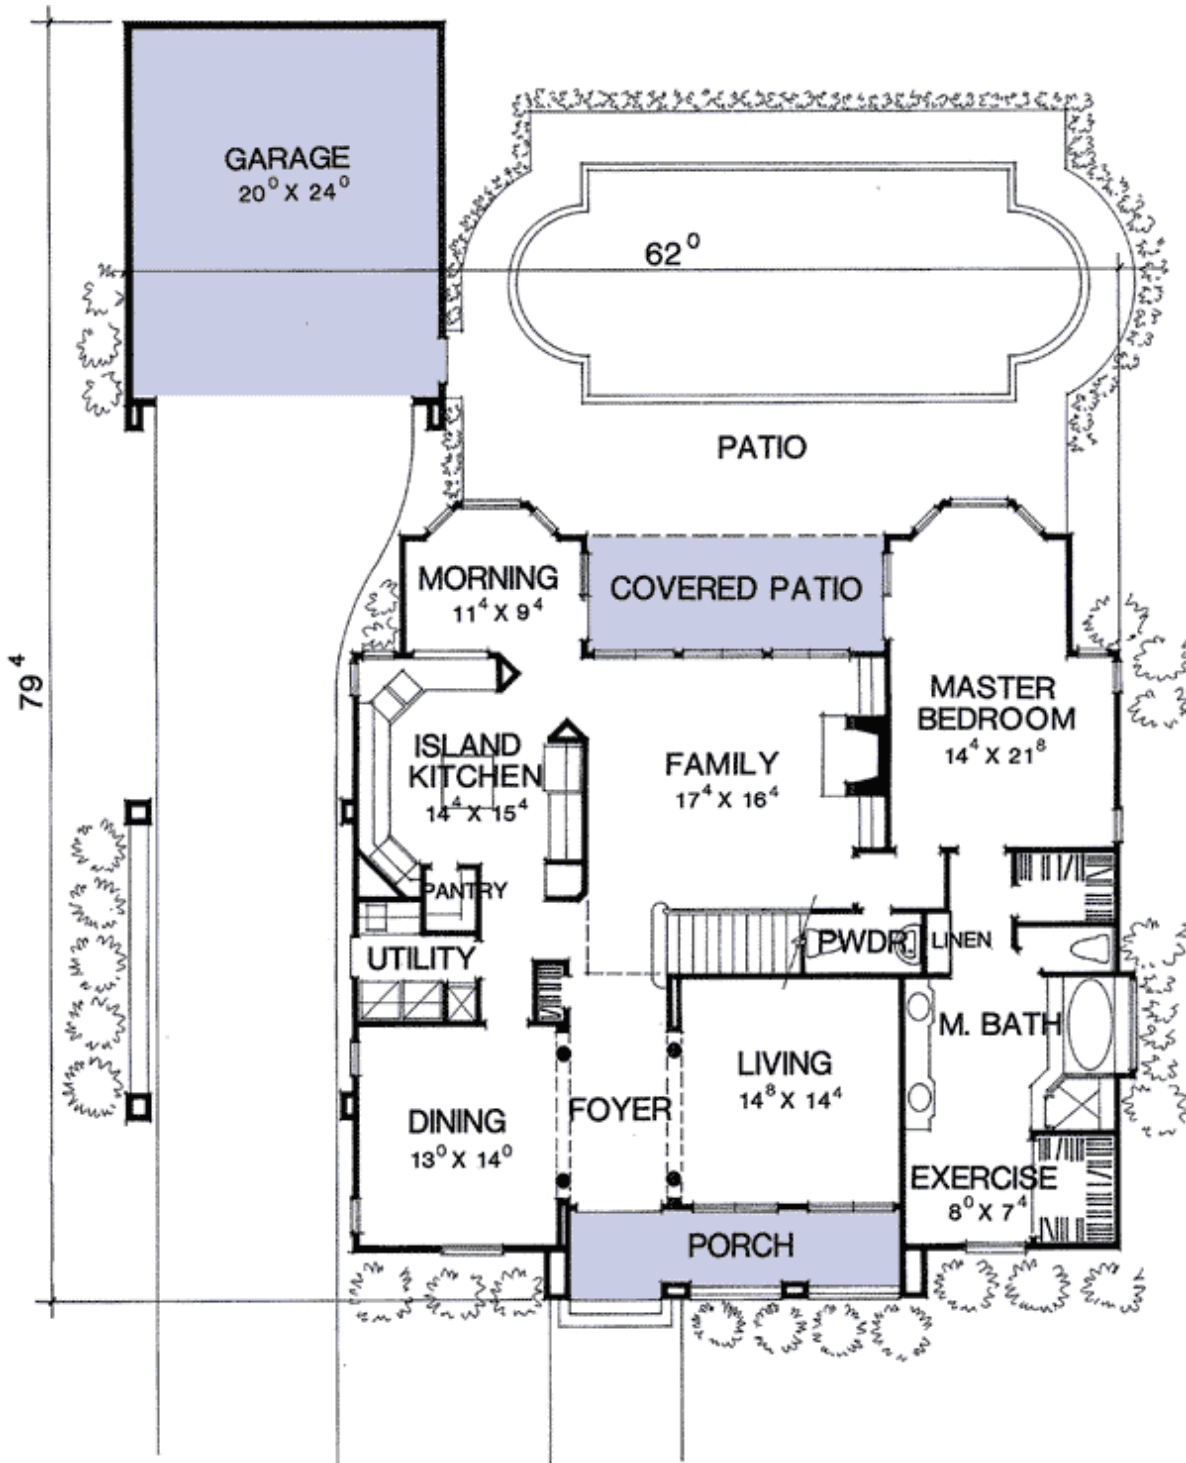 GARAGE
20⁰ X 24⁰
62⁰
PATIO
MORNING
11⁴ X 9⁴
COVERED PATIO
79⁴
MASTER
BEDROOM
14⁴ X 21⁸
ISLAND
KITCHEN
14⁴ X 15⁴
FAMILY
17⁴ X 16⁴
PANTRY
UTILITY
PWDR
LINEN
M. BATH
LIVING
14⁸ X 14⁴
FOYER
DINING
13⁰ X 14⁰
EXERCISE
8⁰ X 7⁴
PORCH